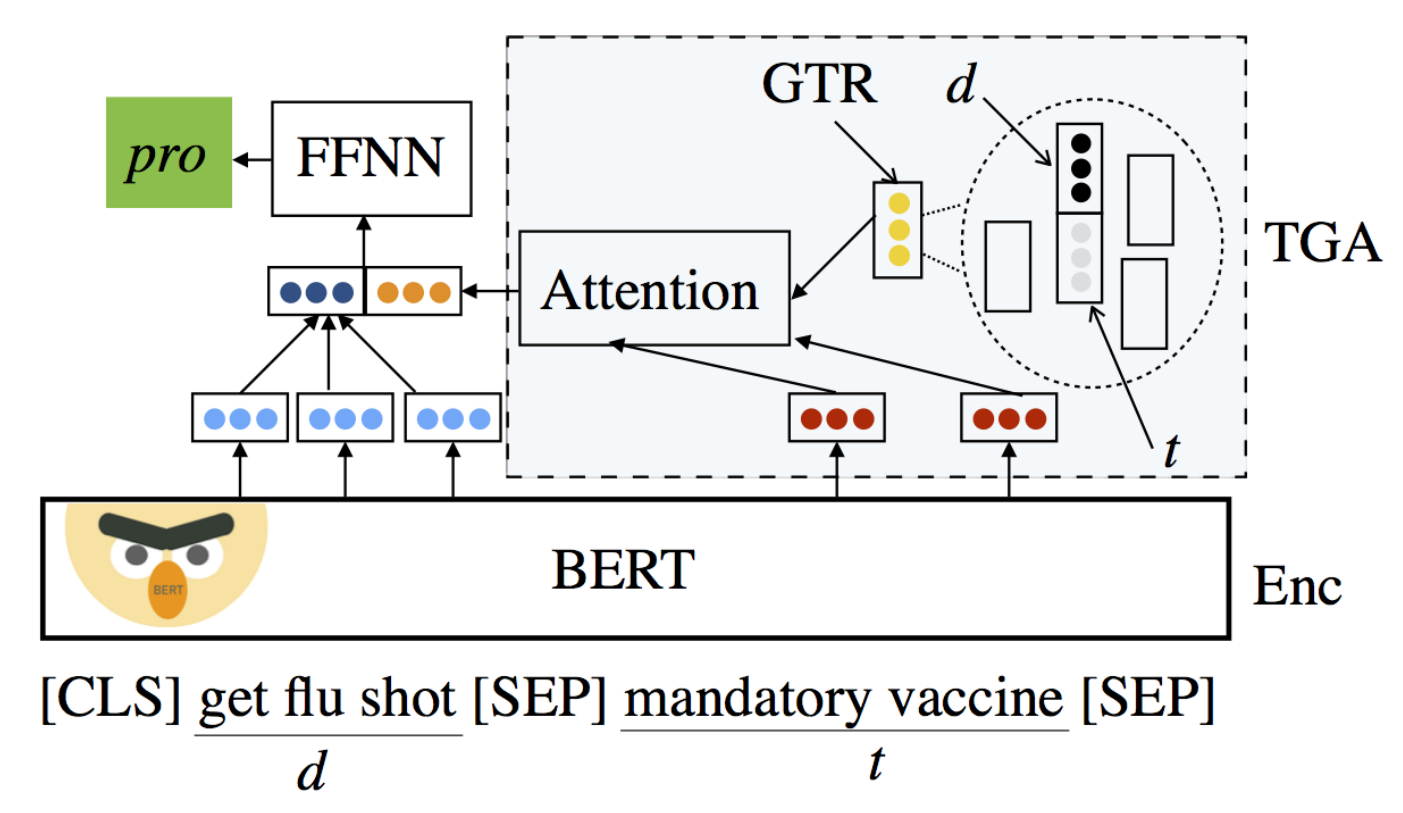 GTR
d
pro
FFNN
TGA
Attention
t
BERT
BERT
Enc
[CLS] get flu shot [SEP] mandatory vaccine [SEP]
d
t